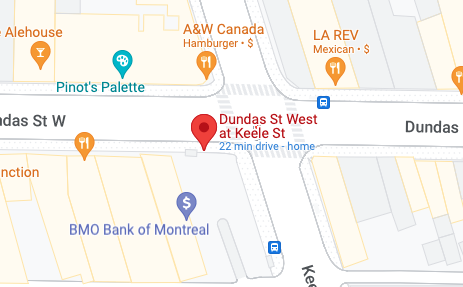 e Alehouse
A&W Canada
Hamburger • $
LA REV
Mexican • $
Pinot's Palette
ndas St W
Dundas St West
at Keele St
22 min drive - home
Dundas
nction
BMO Bank of Montreal
Kee